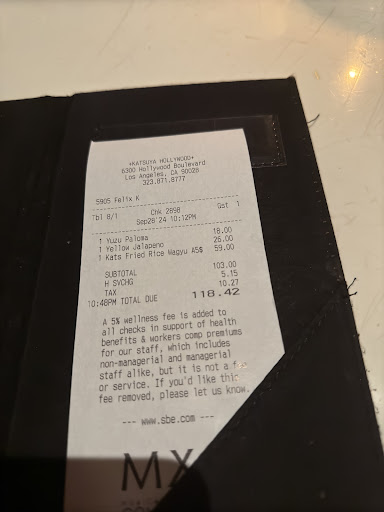 *KATSUYA HOLLYWOOD*
6300 Hollywood Boulevard
Los Angeles, CA 90028
323.871.8777
5905 Felix K
Tbl 8/1 Chk 2898 Gst 1
Sep26'24 10:12PM
1 Yuzu Paloma 18.00
1 Yellow Jalapeno 26.00
1 Kats Fried Rice Wagyu A5$ 59.00
SUBTOTAL 103.00
H SVCHG 5.15
TAX 10.27
10:48PM TOTAL DUE 118.42
A 5% wellness fee is added to
all checks in support of health
benefits & workers comp premiums
for our staff, which includes
non-managerial and managerial
staff alike, but it is not a
or service. If you'd like this
fee removed, please let us know.
--- www.sbe.com ---
MX